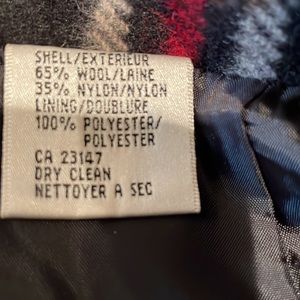 SHELL/EXTERIEUR
65% WOOL/LAINE
35% NYLON/NYLON
LINING/DOUBLURE
100% POLYESTER/
POLYESTER
CA 23147
DRY CLEAN
NETTOYER A SEC